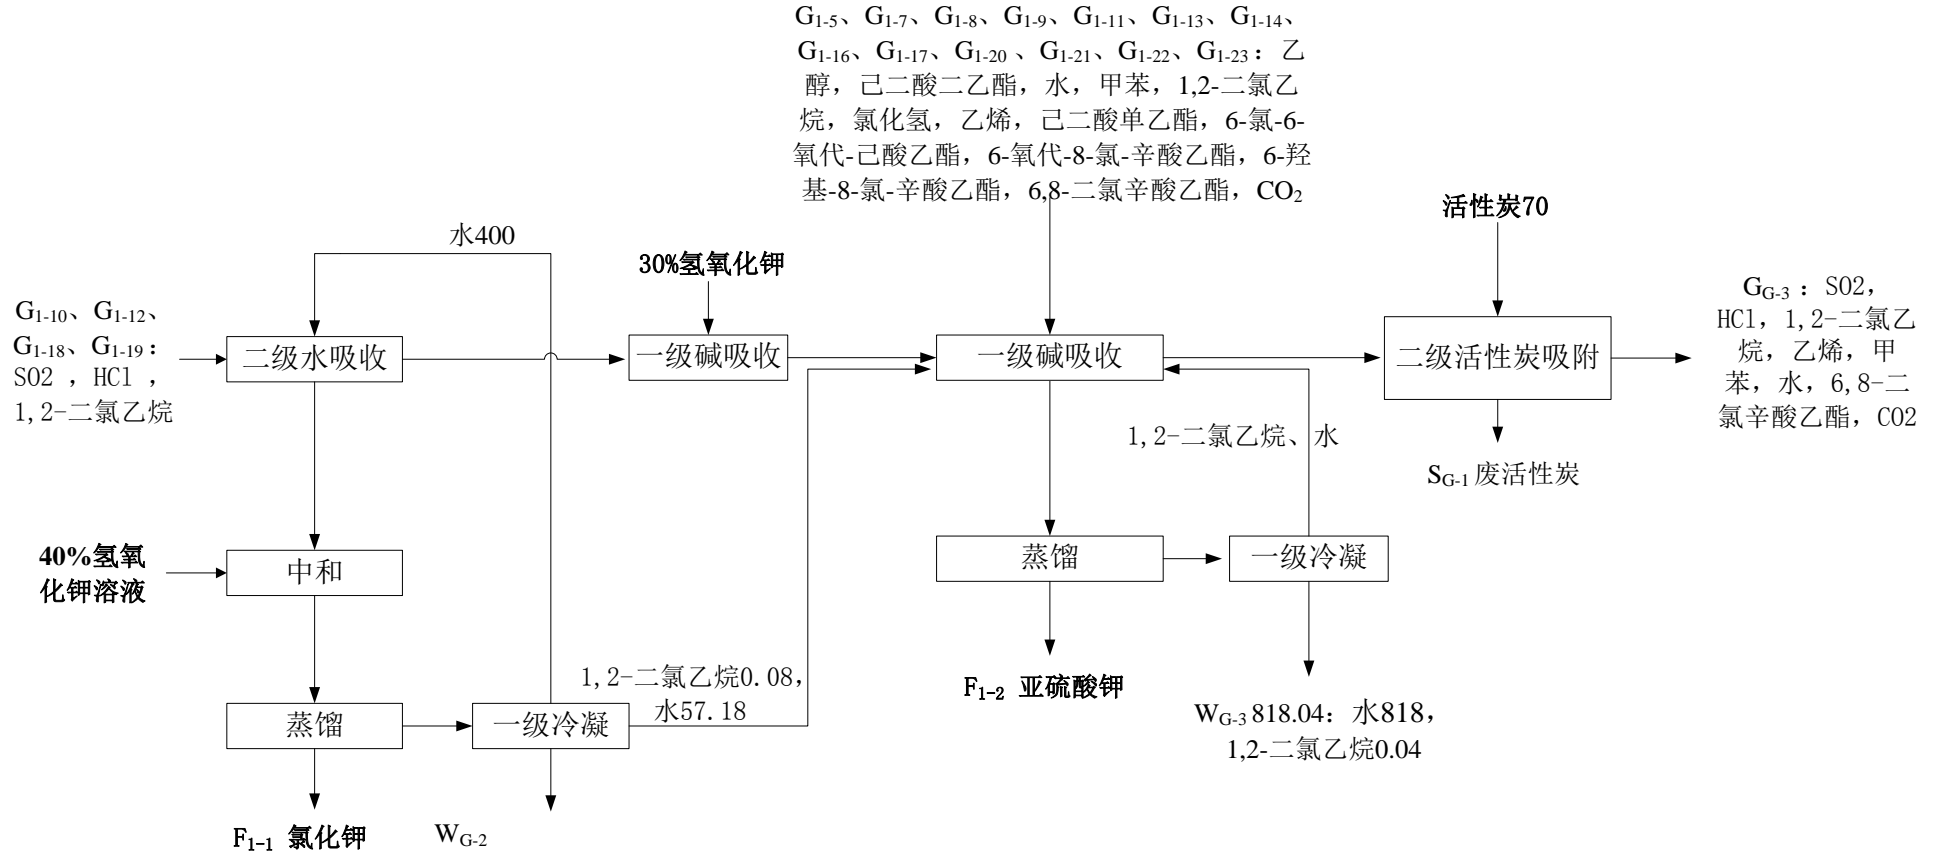 G1-5、G1-7、G1-8、G1-9、G1-11、G1-13、G1-14、
G1-16、G1-17、G1-20 、G1-21、G1-22、G1-23：乙
醇，己二酸二乙酯，水，甲苯，1,2-二氯乙
烷，氯化氢，乙烯，己二酸单乙酯，6-氯-6-
氧代-己酸乙酯，6-氧代-8-氯-辛酸乙酯，6-羟
基-8-氯-辛酸乙酯，6,8-二氯辛酸乙酯，CO2
活性炭70
水400
30%氢氧化钾
G1-10、G1-12、
G1-18、G1-19：
SO2 ，HCl ，
1,2-二氯乙烷
二级水吸收
一级碱吸收
一级碱吸收
二级活性炭吸附
GG-3 ：SO2，
HCl，1,2-二氯乙
烷，乙烯，甲
苯，水，6,8-二
氯辛酸乙酯，CO2
1,2-二氯乙烷、水
SG-1 废活性炭
40%氢氧
化钾溶液
中和
蒸馏
一级冷凝
1,2-二氯乙烷0.08，
水57.18
F1-2 亚硫酸钾
WG-3 818.04：水818，
1,2-二氯乙烷0.04
蒸馏
一级冷凝
F1-1 氯化钾
WG-2